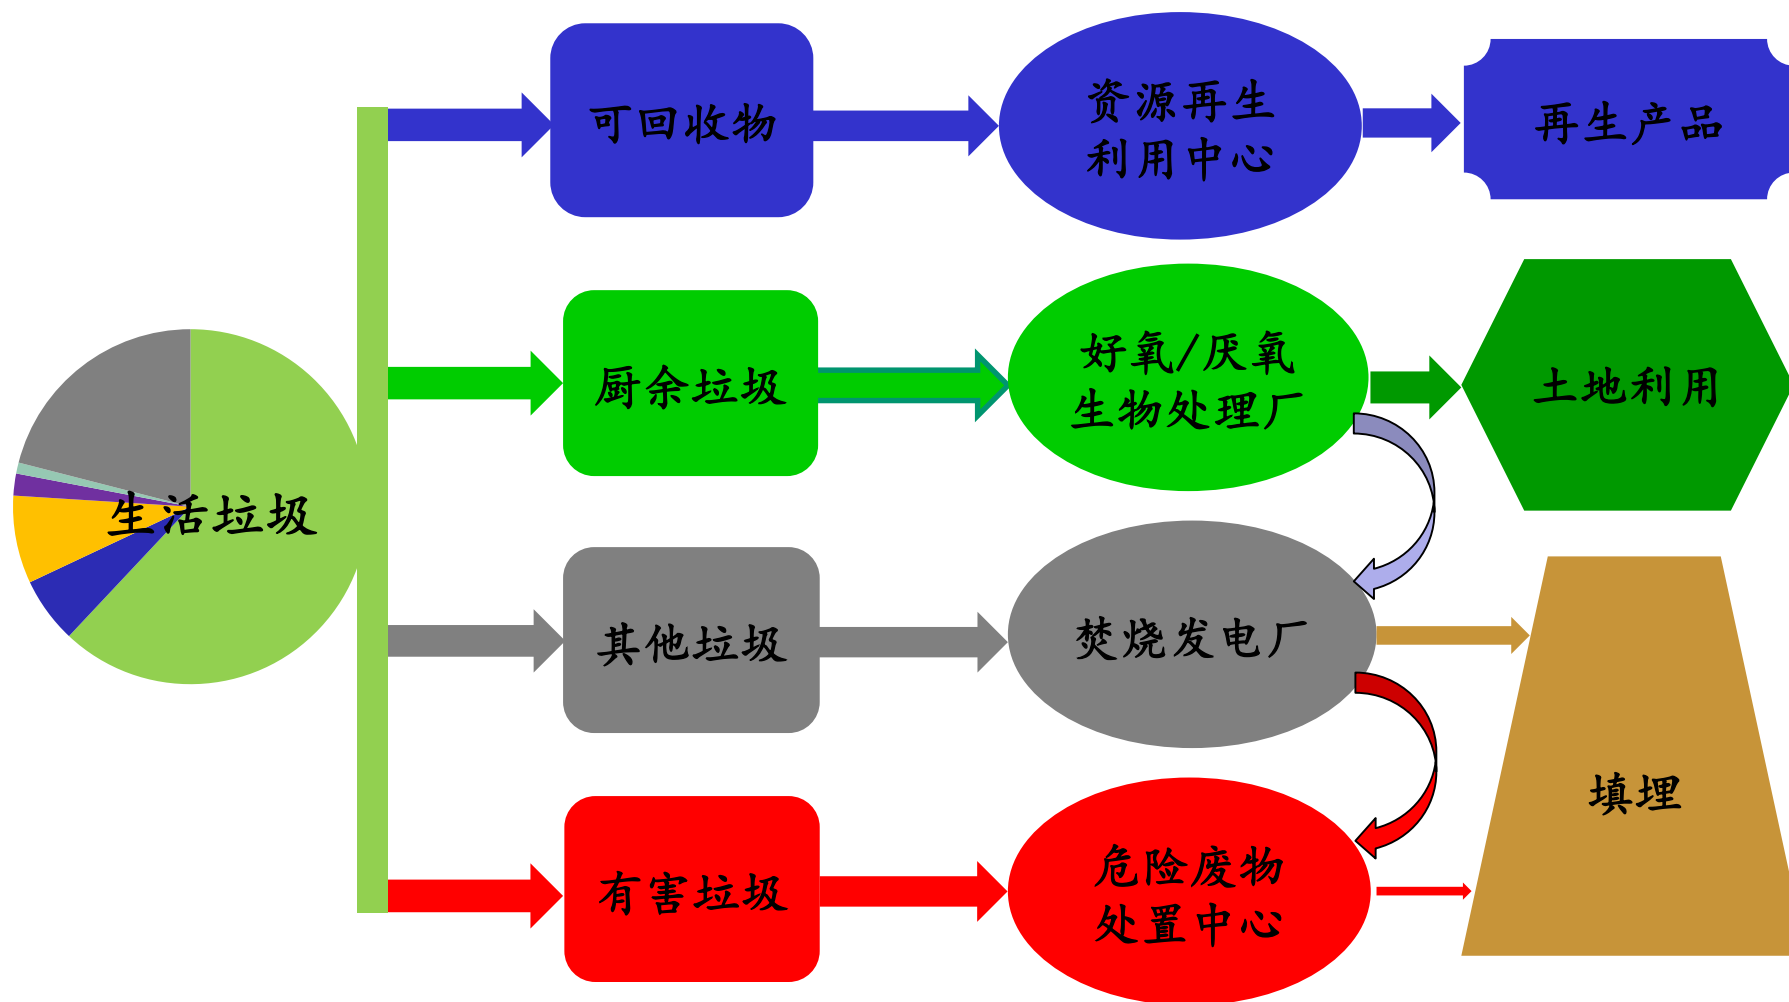 生活垃圾
可回收物
资源再生
利用中心
再生产品
厨余垃圾
好氧/厌氧
生物处理厂
土地利用
其他垃圾
焚烧发电厂
填埋
有害垃圾
危险废物
处置中心